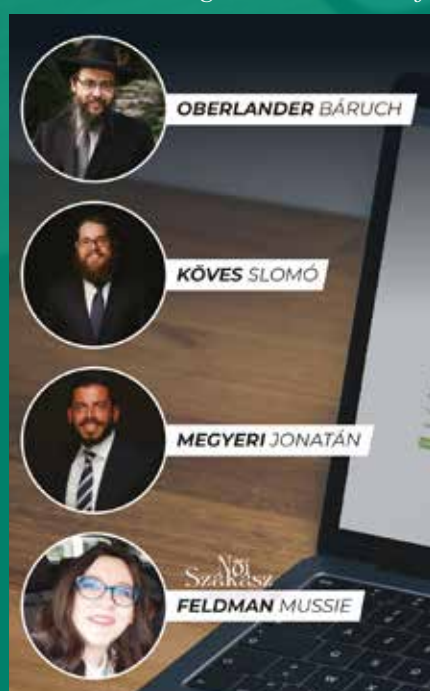 OBERLANDER BÁRUCH
KÖVES SLOMÓ
MEGYERI JONATÁN
Női
Szakasz
FELDMAN MUSSIE